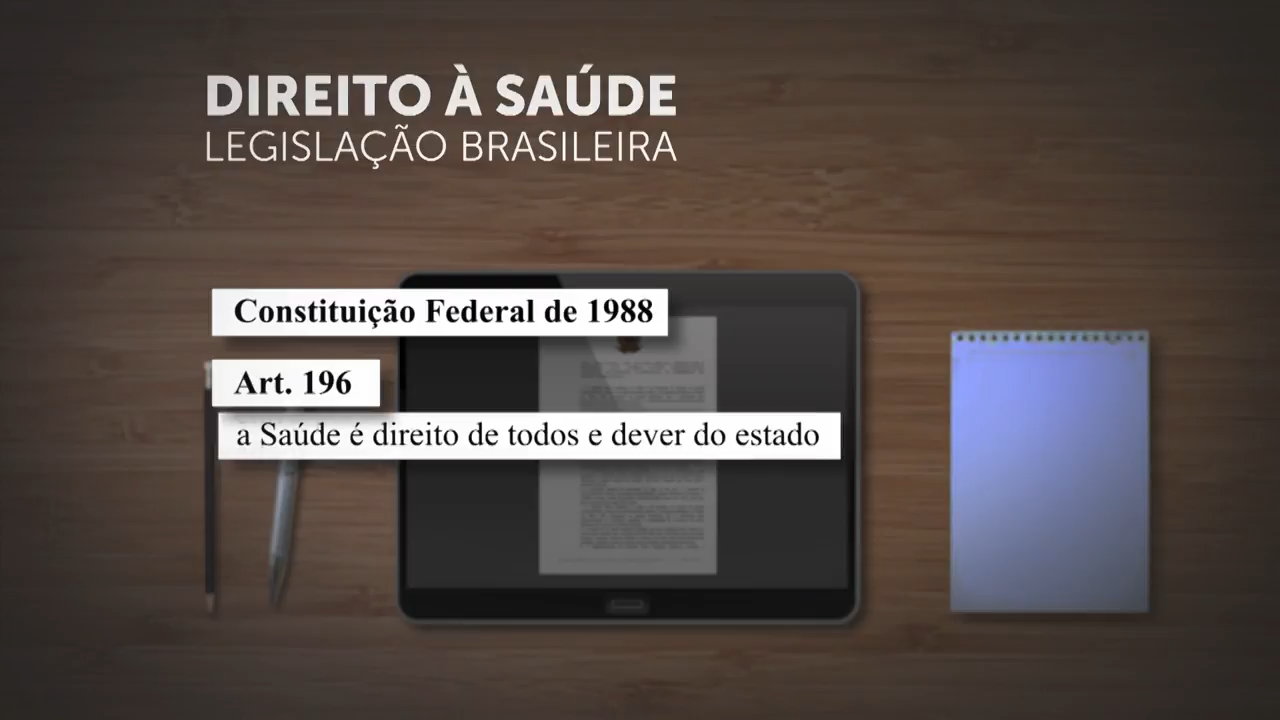 DIREITO À SAÚDE
LEGISLAÇÃO BRASILEIRA
Constituição Federal de 1988
Art. 196
a Saúde é direito de todos e dever do estado